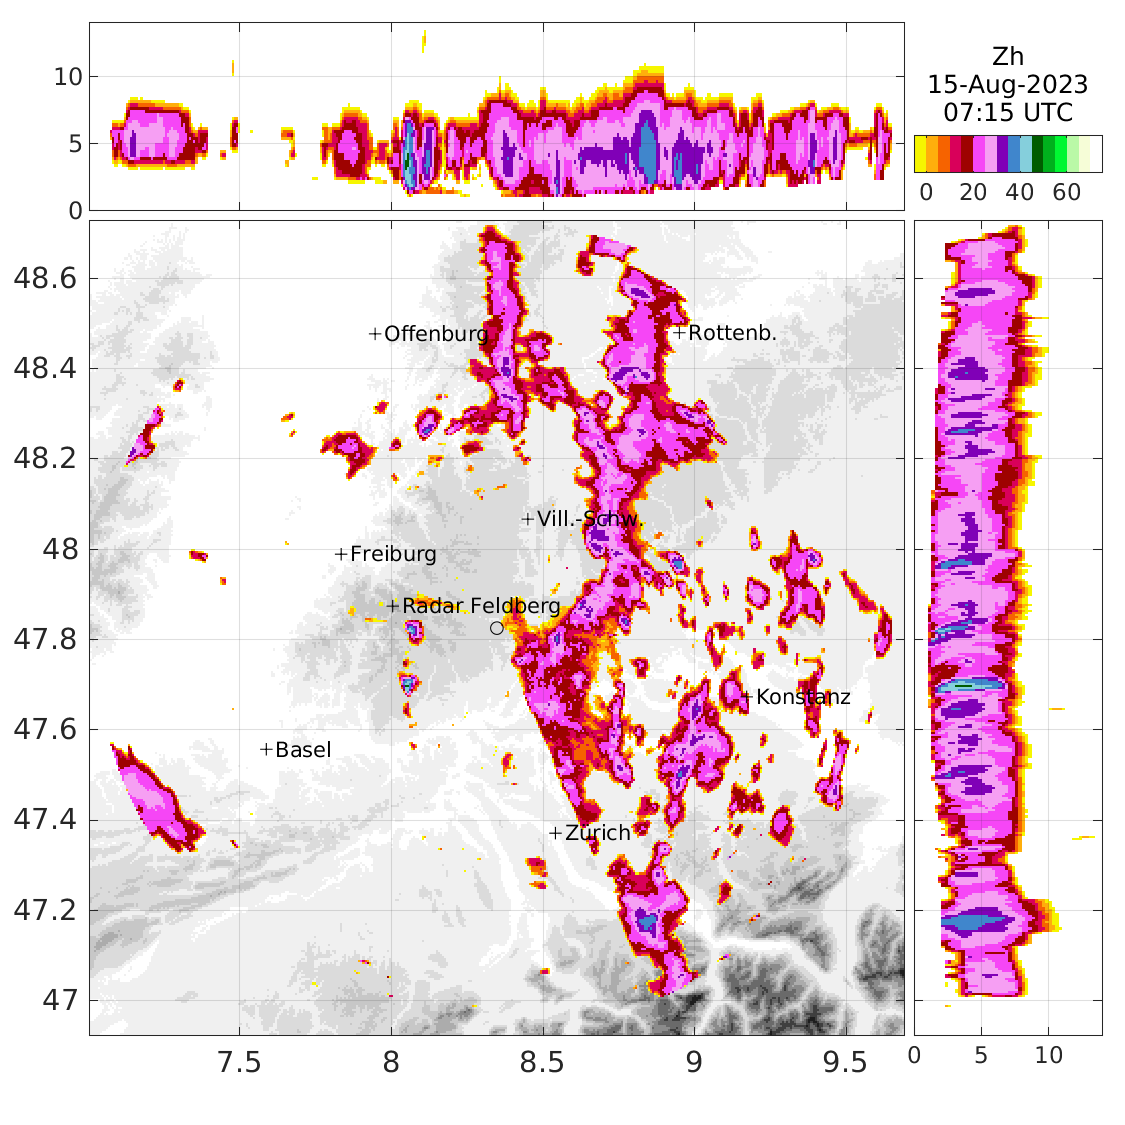 10
5
0
Zh
15-Aug-2023
07:15 UTC
0 20 40 60
48.6
48.4
48.2
48
47.8
47.6
47.4
47.2
47
+Offenburg
+Rottenb.
+Vill.-Schw.
+Freiburg
+Radar Feldberg
+Konstanz
+Basel
+Zürich
7.5 8 8.5 9 9.5
0 5 10